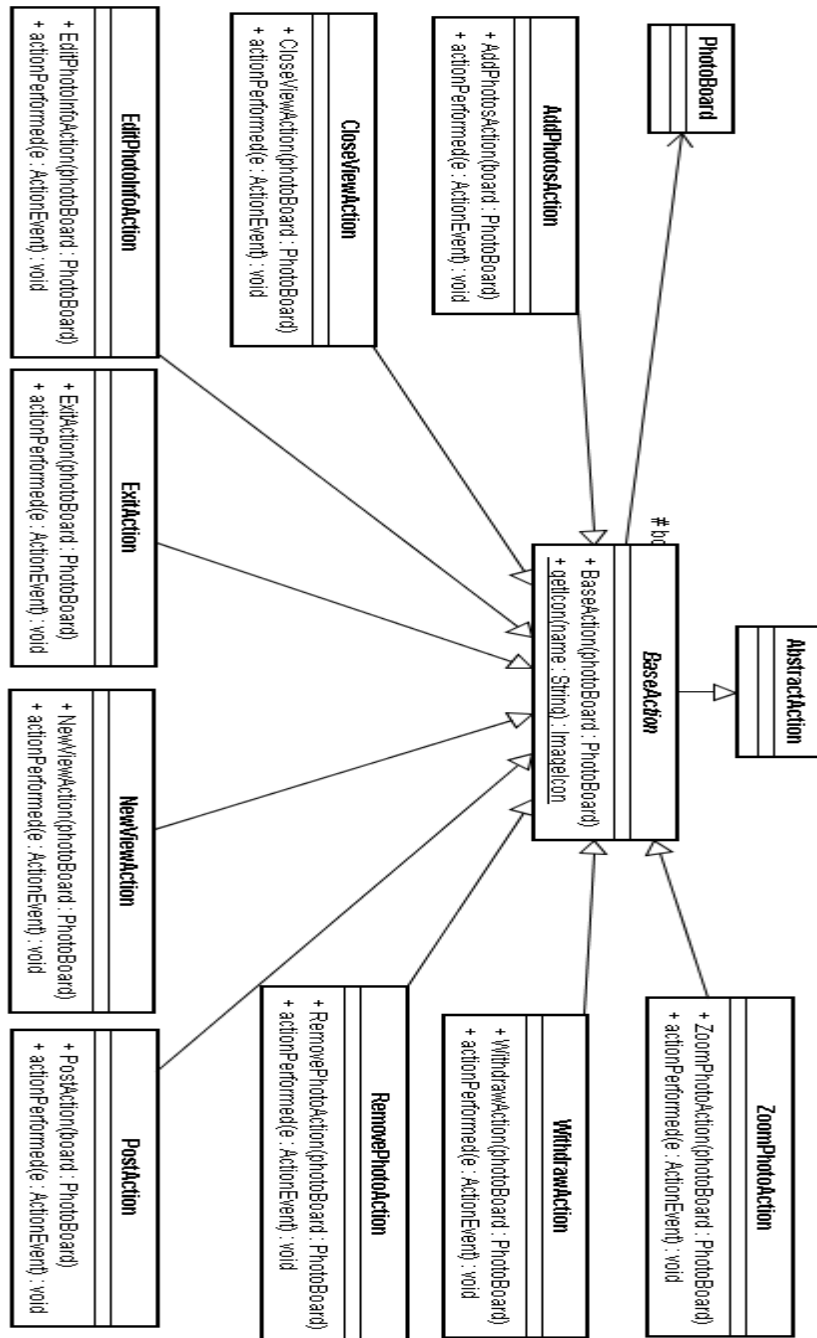 PhotoBoard
AbstractAction
# bo
BaseAction
+ BaseAction(photoBoard : PhotoBoard)
+ getIcon(name : String) : ImageIcon
AddPhotosAction
+ AddPhotosAction(board : PhotoBoard)
+ actionPerformed(e : ActionEvent) : void
ZoomPhotoAction
+ ZoomPhotoAction(photoBoard : PhotoBoard)
+ actionPerformed(e : ActionEvent) : void
CloseViewAction
+ CloseViewAction(photoBoard : PhotoBoard)
+ actionPerformed(e : ActionEvent) : void
WithdrawAction
+ WithdrawAction(photoBoard : PhotoBoard)
+ actionPerformed(e : ActionEvent) : void
RemovePhotoAction
+ RemovePhotoAction(photoBoard : PhotoBoard)
+ actionPerformed(e : ActionEvent) : void
EditPhotoInfoAction
+ EditPhotoInfoAction(photoBoard : PhotoBoard)
+ actionPerformed(e : ActionEvent) : void
ExitAction
+ ExitAction(photoBoard : PhotoBoard)
+ actionPerformed(e : ActionEvent) : void
NewViewAction
+ NewViewAction(photoBoard : PhotoBoard)
+ actionPerformed(e : ActionEvent) : void
PostAction
+ PostAction(board : PhotoBoard)
+ actionPerformed(e : ActionEvent) : void